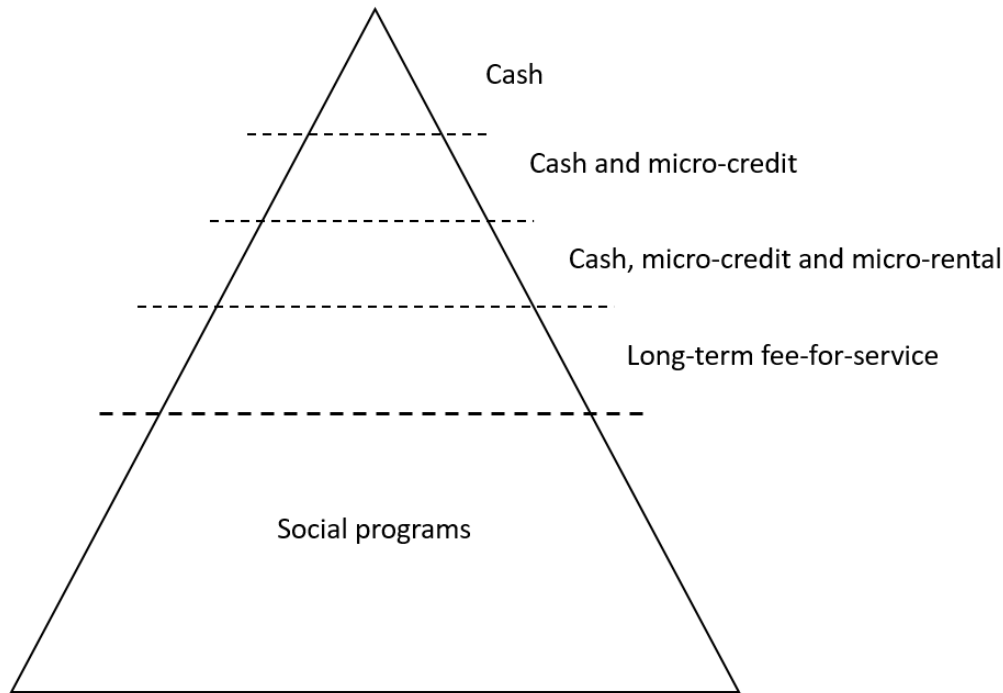 Cash
Cash and micro-credit
Cash, micro-credit and micro-rental
Long-term fee-for-service
Social programs